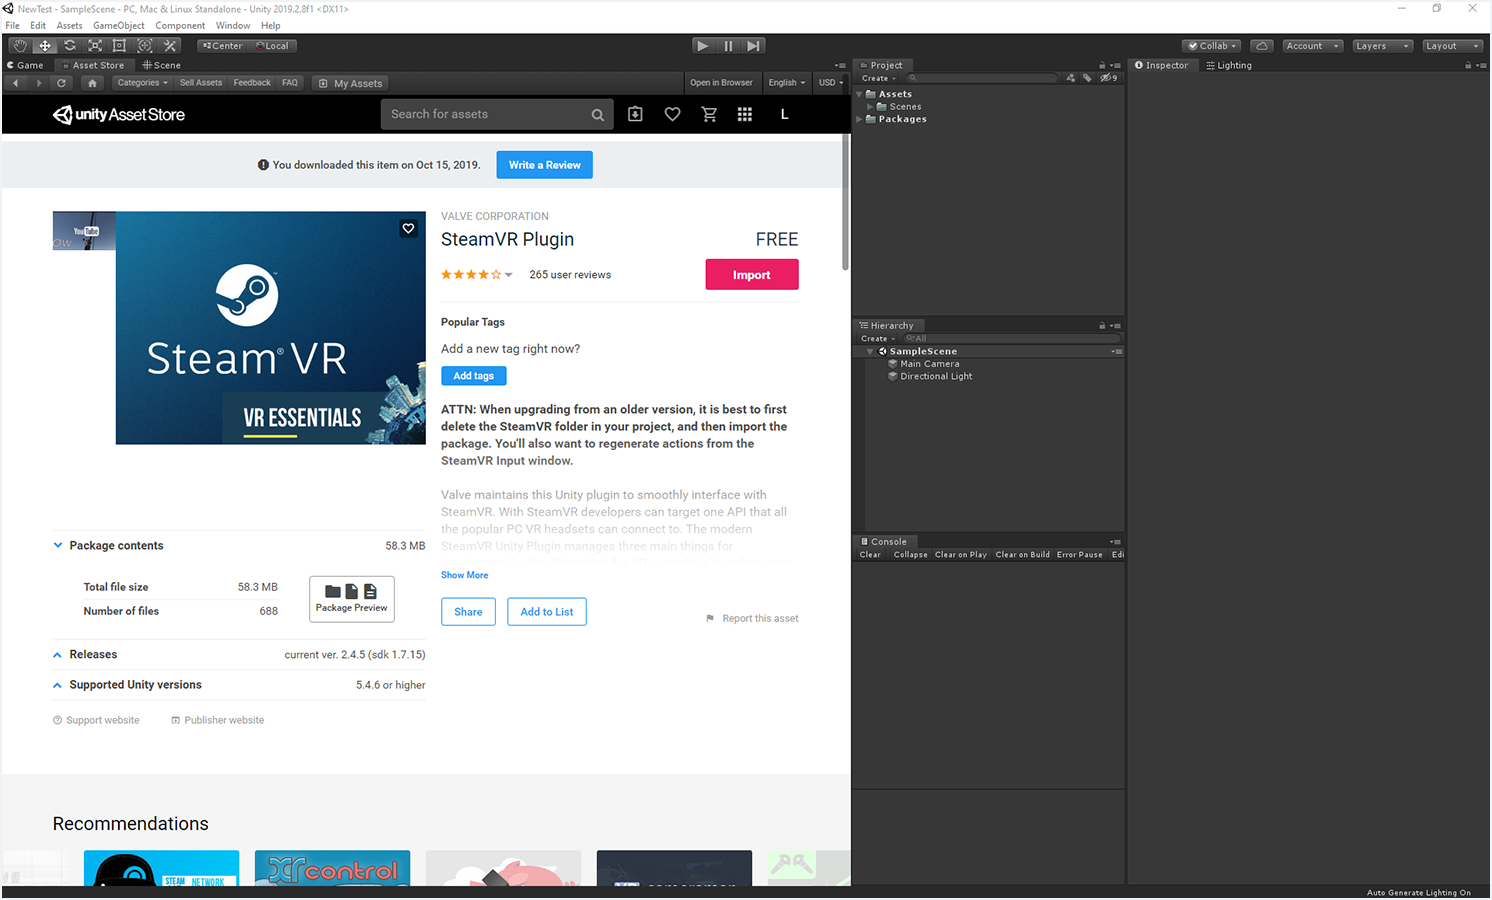 NewTest - SampleScene - PC, Mac & Linux Standalone - Unity 2019.2.8f1 <DX11>
File Edit Assets GameObject Component Window Help
Center Local Collab Account Layers Layout
Game Asset Store Scene
Categories Sell Assets Feedback FAQ My Assets Open in Browser English USD
unity Asset Store
Search for assets
L
You downloaded this item on Oct 15, 2019.
Write a Review
YouTube
OW
Steam®VR
VR ESSENTIALS
VALVE CORPORATION
SteamVR Plugin FREE
265 user reviews
Import
Popular Tags
Add a new tag right now?
Add tags
ATTN: When upgrading from an older version, it is best to first
delete the SteamVR folder in your project, and then import the
package. You'll also want to regenerate actions from the
SteamVR Input window.
Valve maintains this Unity plugin to smoothly interface with
SteamVR. With SteamVR developers can target one API that all
the popular PC VR headsets can connect to. The modern
SteamVR Unity Plugin manages three main things for
Show More
Share
Add to List
Report this asset
Package contents 58.3 MB
Total file size 58.3 MB
Number of files 688
Package Preview
Releases current ver. 2.4.5 (sdk 1.7.15)
Supported Unity versions 5.4.6 or higher
Support website Publisher website
Recommendations
STEAM NETWORK
xr control
Project
Create
9
Assets
Scenes
Packages
Hierarchy
Create All
SampleScene
Main Camera
Directional Light
Console
Clear Collapse Clear on Play Clear on Build Error Pause Edi
Inspector Lighting
Auto Generate Lighting On